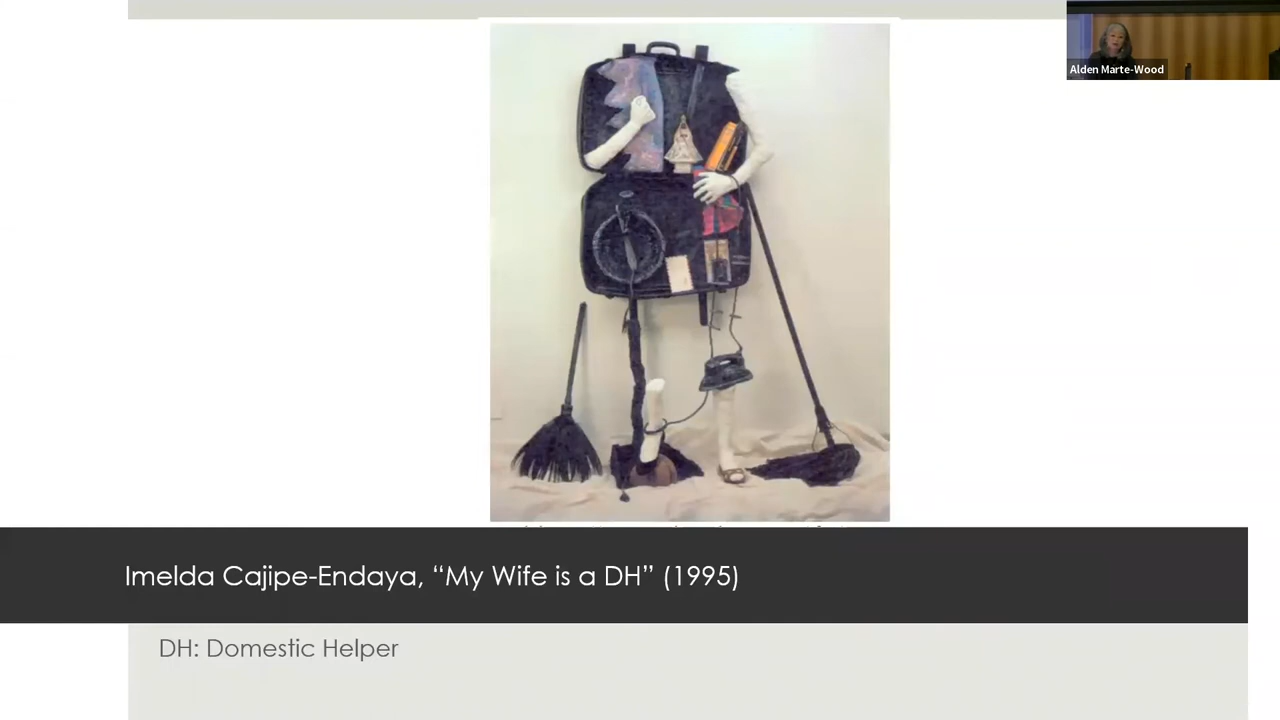 Alden Marte-Wood
Imelda Cajipe-Endaya, “My Wife is a DH” (1995)
DH: Domestic Helper